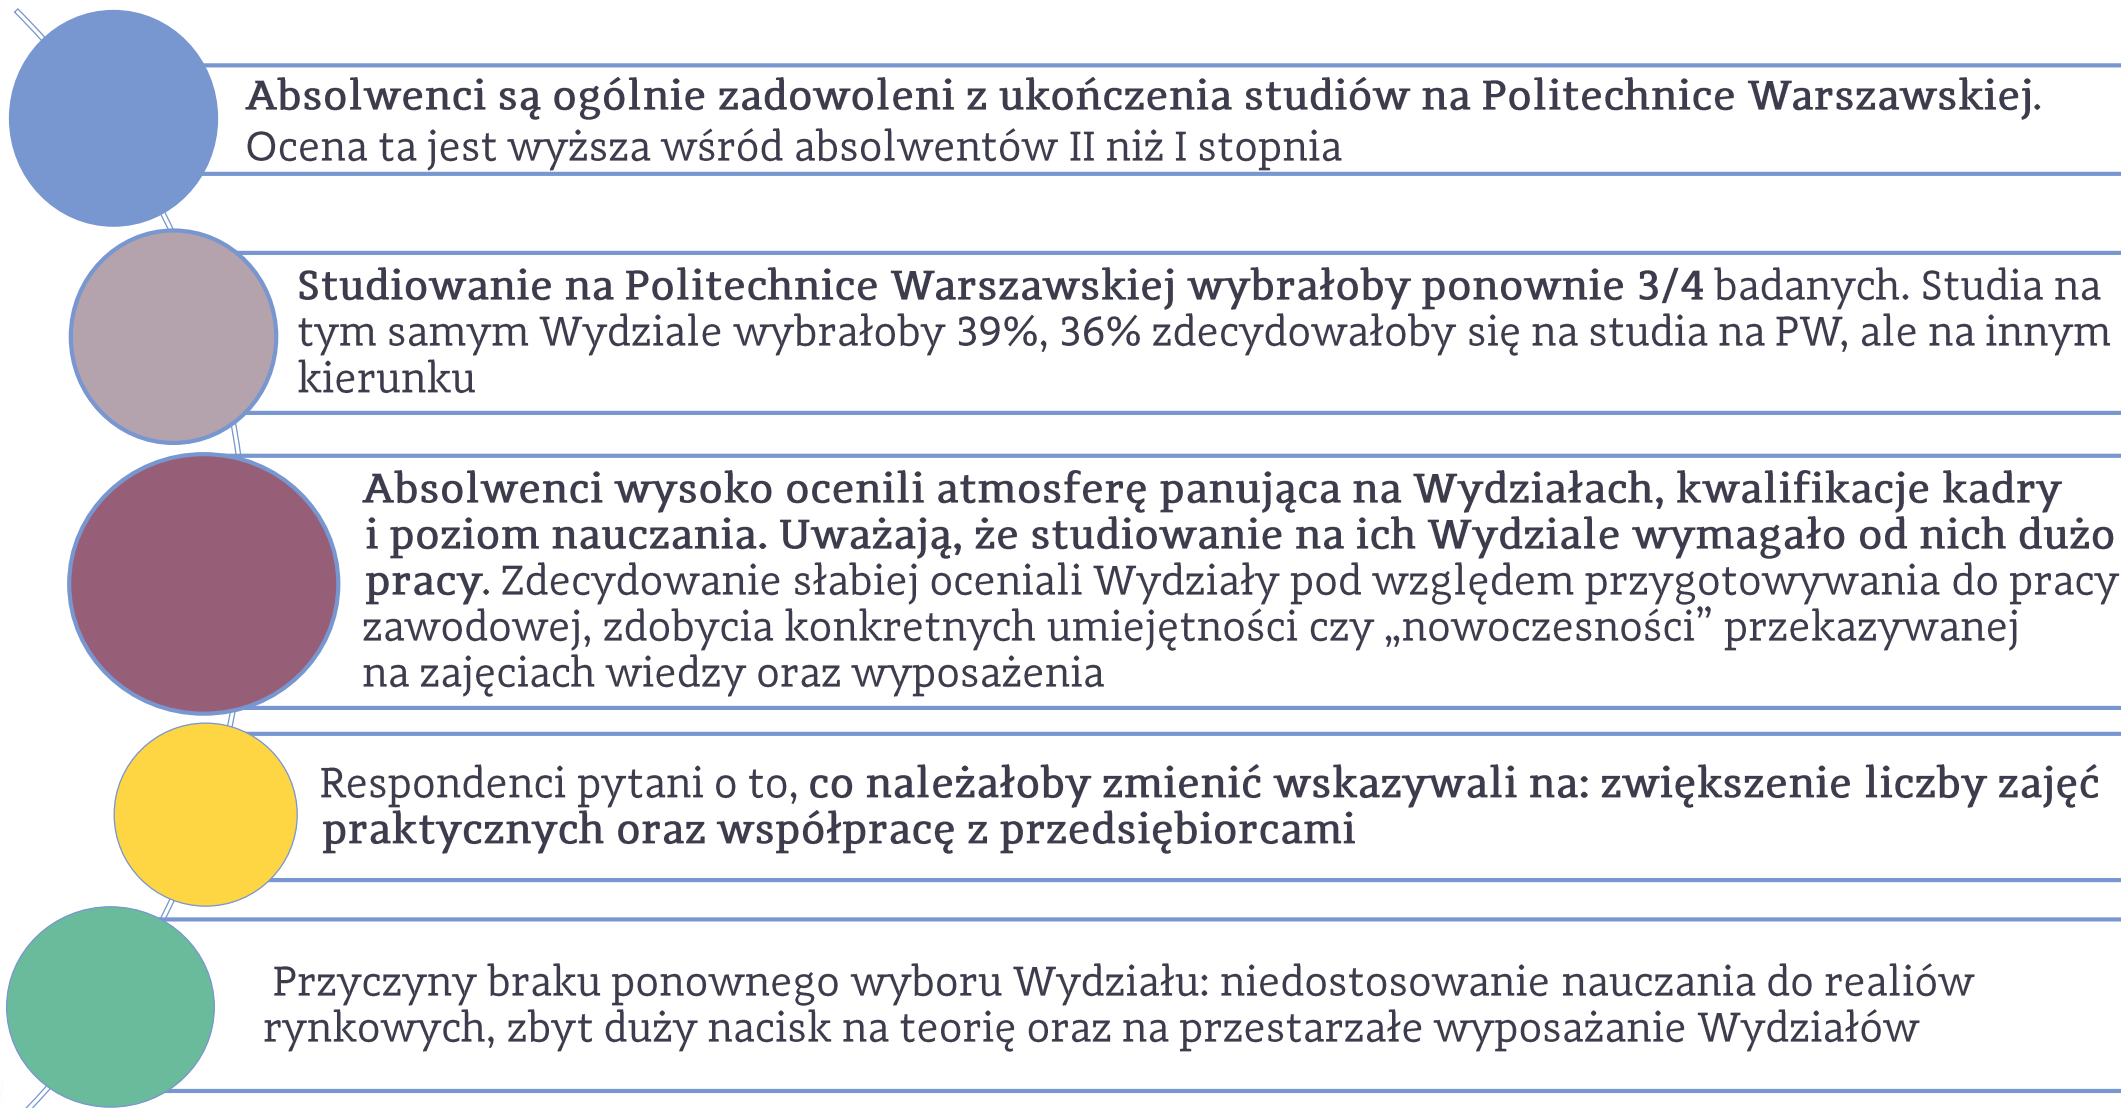 Absolwenci są ogólnie zadowoleni z ukończenia studiów na Politechnice Warszawskiej.
Ocena ta jest wyższa wśród absolwentów II niż I stopnia
Studiowanie na Politechnice Warszawskiej wybrałoby ponownie 3/4 badanych. Studia na
tym samym Wydziale wybrałoby 39%, 36% zdecydowałoby się na studia na PW, ale na innym
kierunku
Absolwenci wysoko ocenili atmosferę panująca na Wydziałach, kwalifikacje kadry
i poziom nauczania. Uważają, że studiowanie na ich Wydziale wymagało od nich dużo
pracy. Zdecydowanie słabiej oceniali Wydziały pod względem przygotowywania do pracy
zawodowej, zdobycia konkretnych umiejętności czy „nowoczesności” przekazywanej
na zajęciach wiedzy oraz wyposażenia
Respondenci pytani o to, co należałoby zmienić wskazywali na: zwiększenie liczby zajęć
praktycznych oraz współpracę z przedsiębiorcami
Przyczyny braku ponownego wyboru Wydziału: niedostosowanie nauczania do realiów
rynkowych, zbyt duży nacisk na teorię oraz na przestarzałe wyposażanie Wydziałów